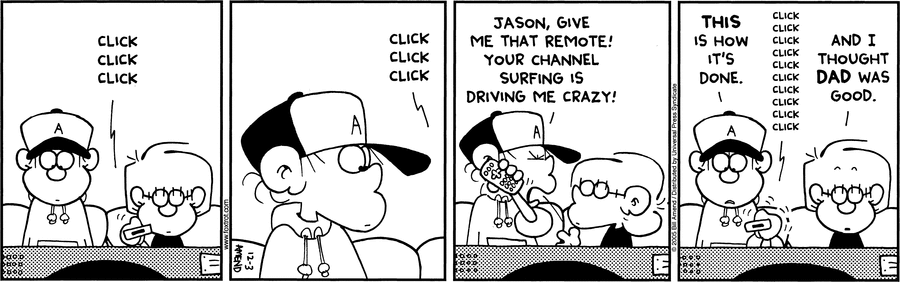 CLICK
CLICK
CLICK
A
www.foxtrot.com
CLICK
CLICK
CLICK
A
AMEND
12-3
JASON, GIVE
ME THAT REMOTE!
YOUR CHANNEL
SURFING IS
DRIVING ME CRAZY!
A
© 2005 Bill Amend / Distributed by Universal Press Syndicate
THIS
IS HOW
IT'S
DONE.
CLICK
CLICK
CLICK
CLICK
CLICK
CLICK
CLICK
CLICK
CLICK
CLICK
AND I
THOUGHT
DAD WAS
GOOD.
A